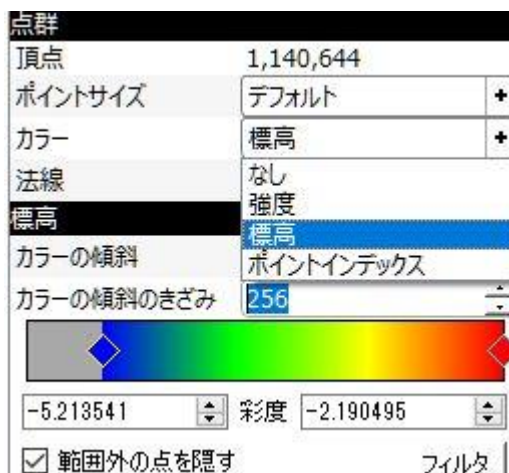 点群
頂点 1,140,644
ポイントサイズ デフォルト
カラー 標高
法線 なし
強度
標高 標高
カラーの傾斜 ポイントインデックス
カラーの傾斜のきざみ 256
-5.213541 彩度 -2.190495
範囲外の点を隠す フィルタ